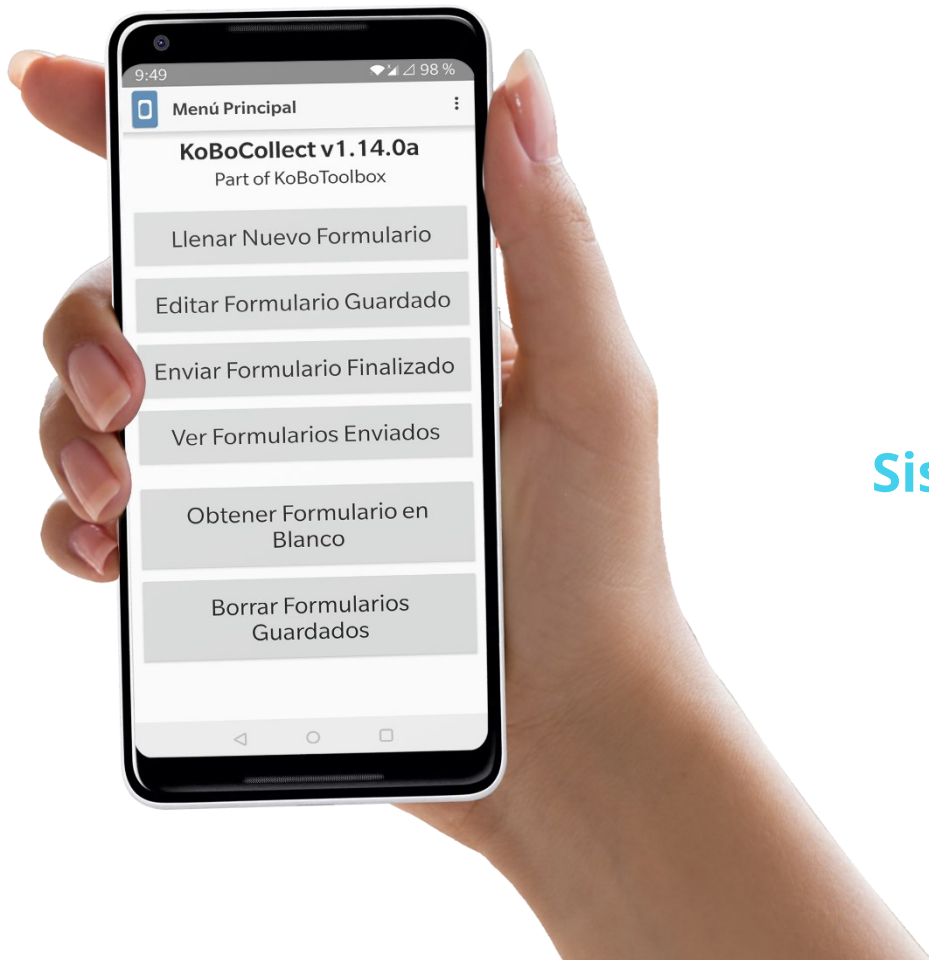 9:49 98 %
Menú Principal
KoBoCollect v1.14.0a
Part of KoBoToolbox
Llenar Nuevo Formulario
Editar Formulario Guardado
Enviar Formulario Finalizado
Ver Formularios Enviados
Sis
Obtener Formulario en
Blanco
Borrar Formularios
Guardados